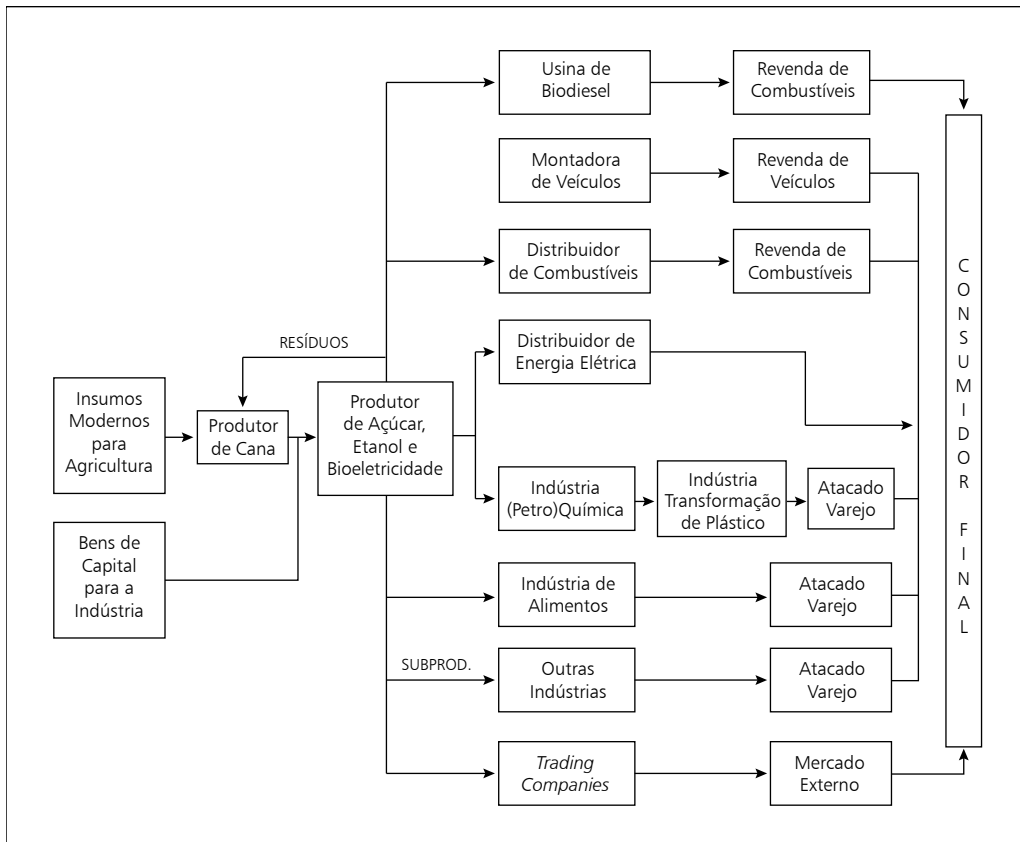 Usina de
Biodiesel
Revenda de
Combustíveis
Montadora
de Veículos
Revenda de
Veículos
Distribuidor
de Combustíveis
Revenda de
Combustíveis
RESÍDUOS
Distribuidor de
Energia Elétrica
Insumos
Modernos
para
Agricultura
Produtor
de Cana
Produtor
de Açúcar,
Etanol e
Bioeletricidade
Indústria
(Petro)Química
Indústria
Transformação
de Plástico
Atacado
Varejo
Bens de
Capital
para a
Indústria
Indústria de
Alimentos
Atacado
Varejo
SUBPROD.
Outras
Indústrias
Atacado
Varejo
Trading
Companies
Mercado
Externo
CONSUMIDOR FINAL